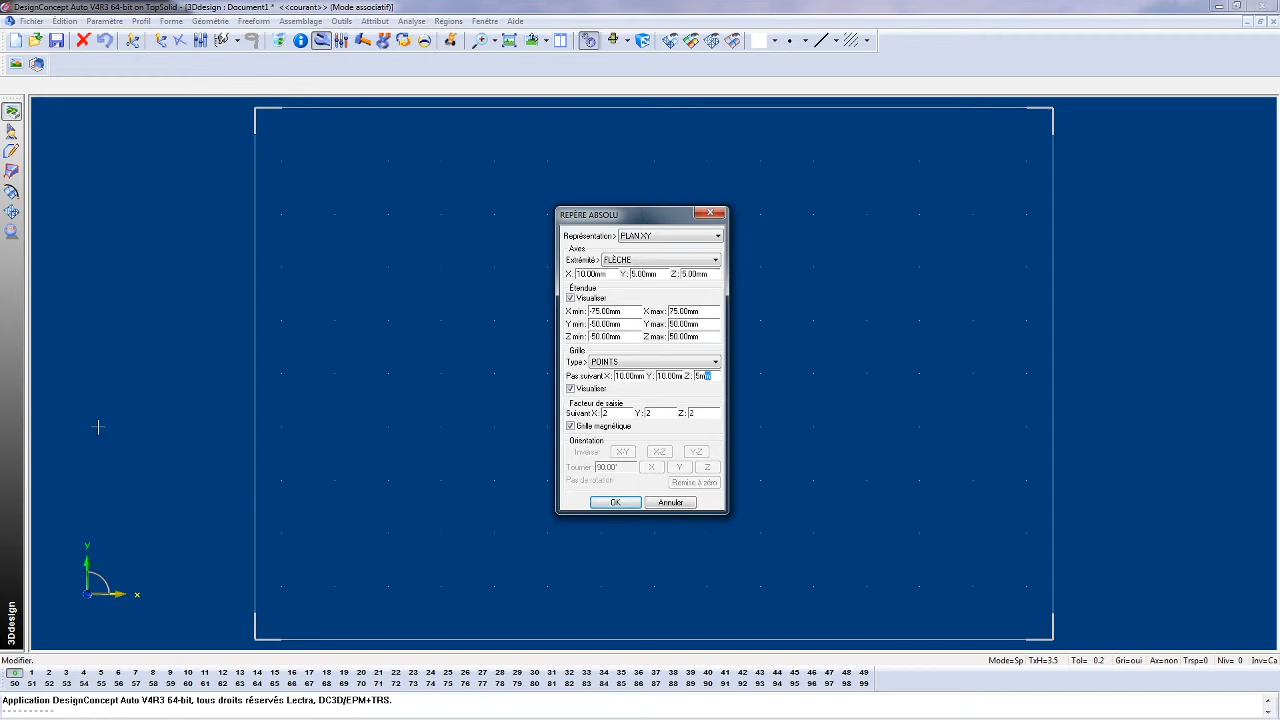 DesignConcept Auto V4R3 64-bit on TopSolid - [3Ddesign : Document1 * <<courant>> (Mode associatif)
Fichier Édition Paramètre Profil Forme Géométrie Freeform Assemblage Outils Attribut Analyse Régions Fenêtre Aide
REPÈRE ABSOLU
Représentation > PLAN XY
Axes
Extrémité > FLÈCHE
X: 10.00mm Y: 5.00mm Z: 5.00mm
Étendue
Visualiser
X min: -75.00mm X max: 75.00mm
Y min: -50.00mm Y max: 50.00mm
Z min: -50.00mm Z max: 50.00mm
Grille
Type > POINTS
Pas suivant X: 10.00mm Y: 10.00m Z: 5mm
Visualiser
Facteur de saisie
Suivant X: 2 Y: 2 Z: 2
Grille magnétique
Orientation
Inverser X-Y X-Z Y-Z
Tourner 90.00° X Y Z
Pas de rotation Remise à zéro
OK Annuler
y
x
3Ddesign
Modifier. Mode=Sp TxH=3.5 Tol= 0.2 Gri=oui Axe=non Trsp=0 Niv= 0 Inv=Ca
0 1 2 3 4 5 6 7 8 9 10 11 12 13 14 15 16 17 18 19 20 21 22 23 24 25 26 27 28 29 30 31 32 33 34 35 36 37 38 39 40 41 42 43 44 45 46 47 48 49
50 51 52 53 54 55 56 57 58 59 60 61 62 63 64 65 66 67 68 69 70 71 72 73 74 75 76 77 78 79 80 81 82 83 84 85 86 87 88 89 90 91 92 93 94 95 96 97 98 99
Application DesignConcept Auto V4R3 64-bit, tous droits réservés Lectra, DC3D/EPM+TRS.
----------